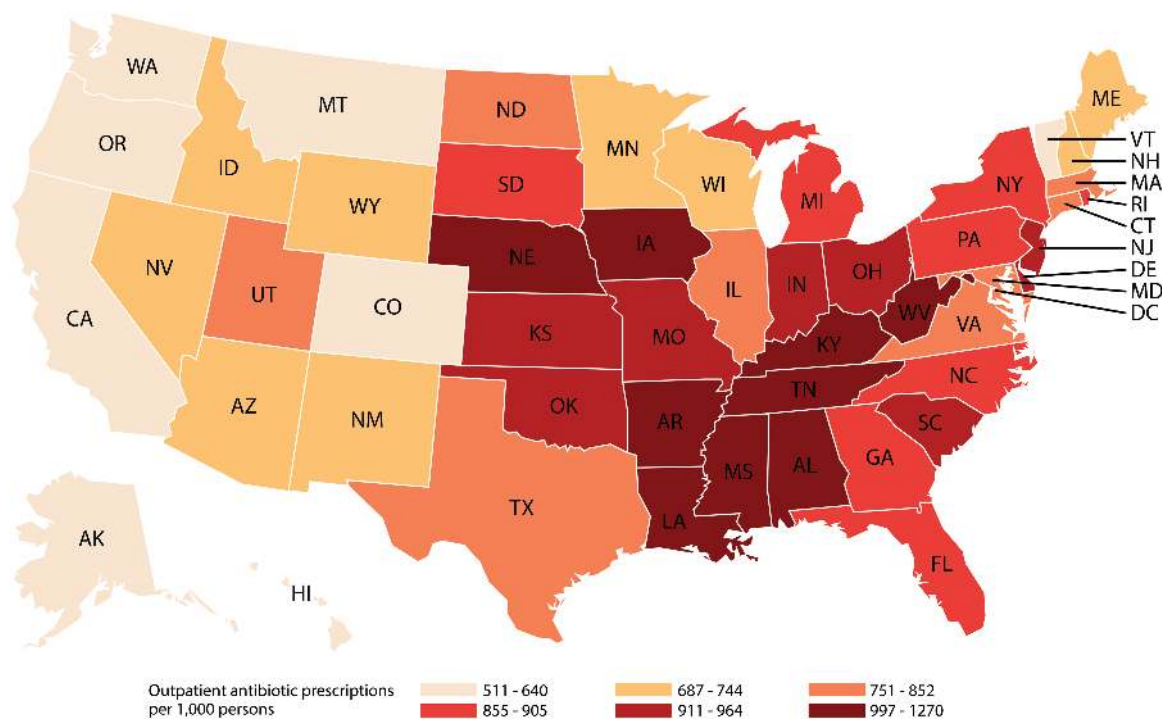 WA
MT
ND
ME
OR
MN
VT
ID
NH
SD
WI
NY
MA
WY
MI
RI
CT
PA
NJ
NE
IA
NV
OH
DE
IL
IN
MD
UT
CO
DC
CA
WV
VA
KS
MO
KY
NC
TN
AZ
OK
NM
AR
SC
GA
MS
AL
TX
LA
AK
FL
HI
Outpatient antibiotic prescriptions
per 1,000 persons
511 - 640
687 - 744
751 - 852
855 - 905
911 - 964
997 - 1270